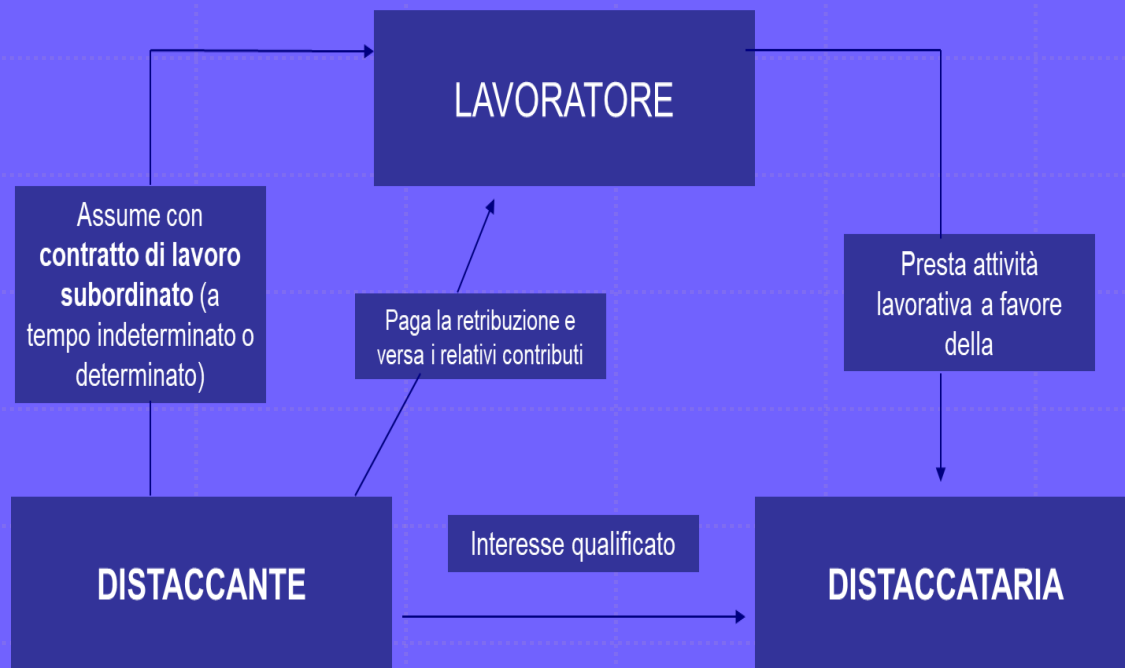 LAVORATORE
Assume con
contratto di lavoro
subordinato (a
tempo indeterminato o
determinato)
Paga la retribuzione e
versa i relativi contributi
Presta attività
lavorativa a favore
della
Interesse qualificato
DISTACCANTE
DISTACCATARIA